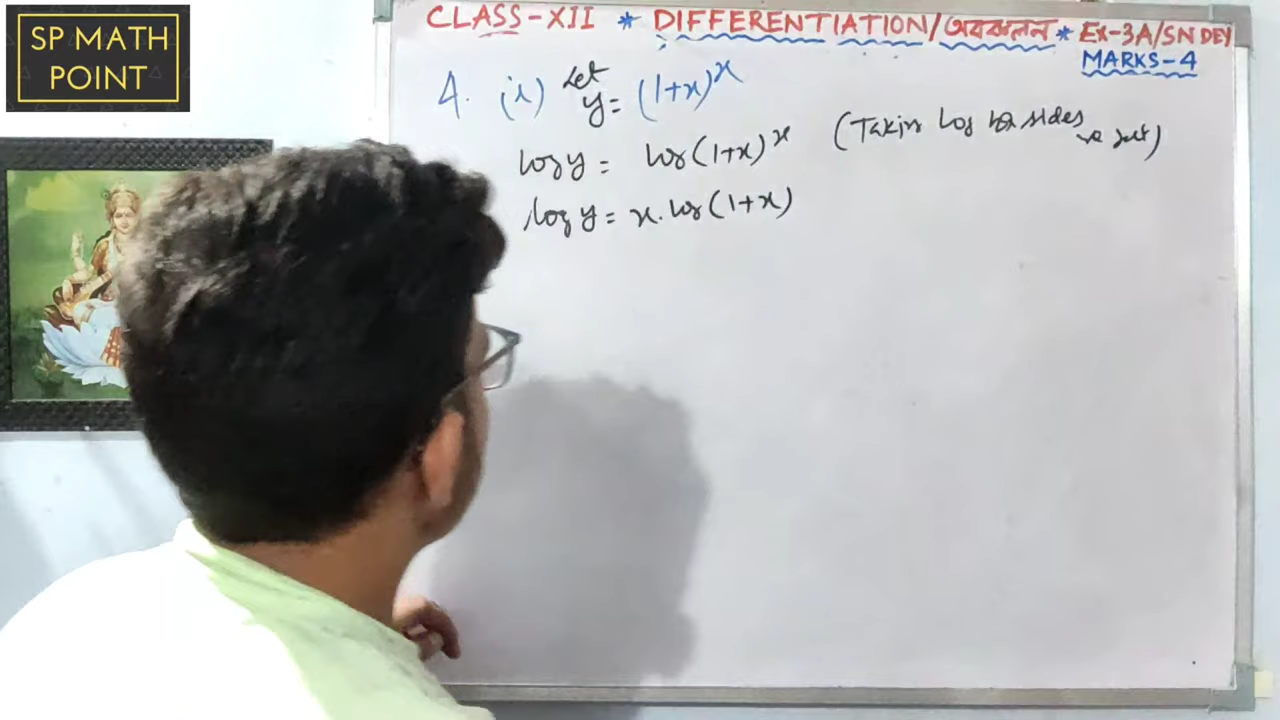 SP MATH
POINT
CLASS-XII * DIFFERENTIATION/অবকলন * EX-3A/SN DEY
MARKS-4
4. (i) Let y = (1+x)^x
log y = log(1+x)^x (Taking log both sides we get)
log y = x. log(1+x)